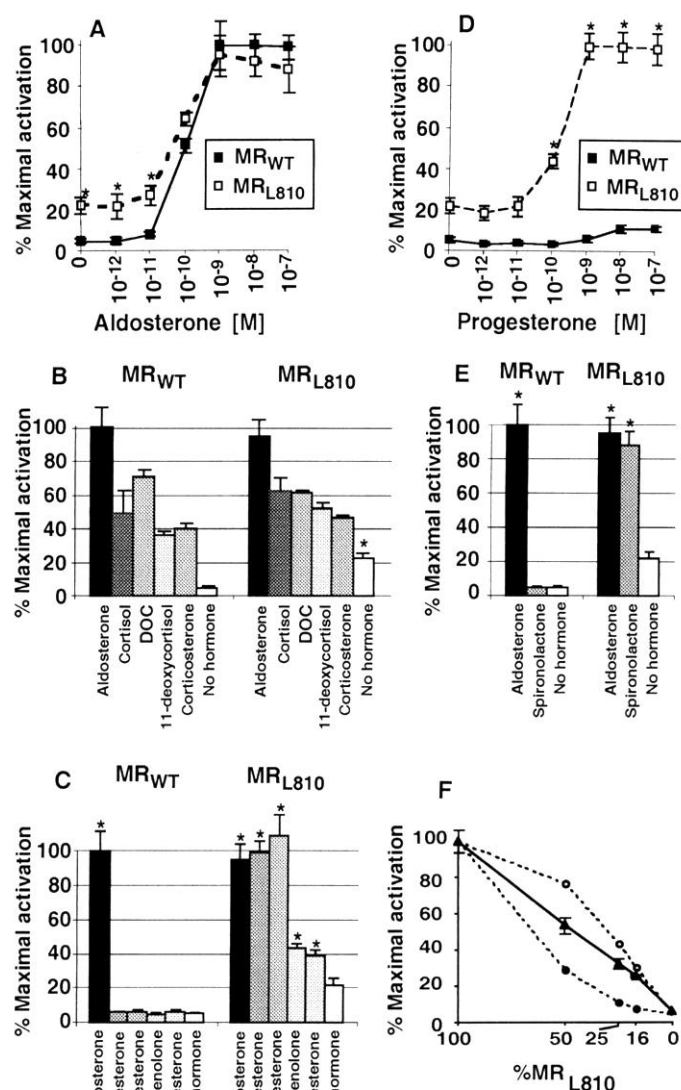 A
% Maximal activation
100
80
60
40
20
0
MRWT
MRL810
0
10-12
10-11
10-10
10-9
10-8
10-7
Aldosterone [M]
D
% Maximal activation
100
80
60
40
20
0
MRWT
MRL810
0
10-12
10-11
10-10
10-9
10-8
10-7
Progesterone [M]
B
MRWT
MRL810
% Maximal activation
100
80
60
40
20
0
*
Aldosterone
Cortisol
DOC
11-deoxycortisol
Corticosterone
No hormone
Aldosterone
Cortisol
DOC
11-deoxycortisol
Corticosterone
No hormone
E
MRWT
MRL810
% Maximal activation
100
80
60
40
20
0
Aldosterone
Spironolactone
No hormone
Aldosterone
Spironolactone
No hormone
C
MRWT
MRL810
% Maximal activation
100
80
60
40
20
0
F
% Maximal activation
100
80
60
40
20
0
100
50
25
16
0
%MRL810